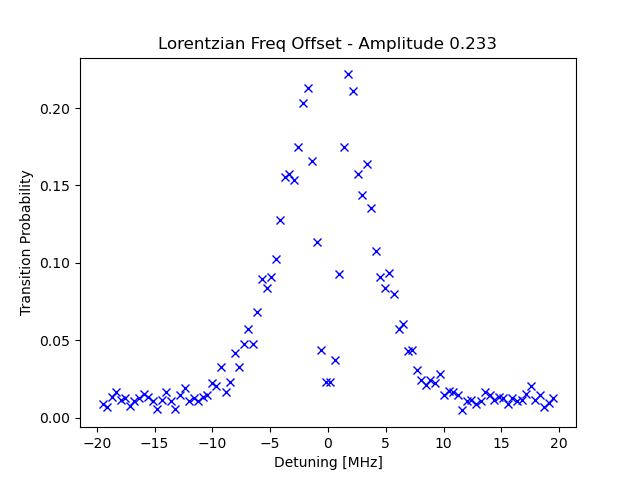 Lorentzian Freq Offset - Amplitude 0.233
Transition Probability
0.20
0.15
0.10
0.05
0.00
−20 −15 −10 −5 0 5 10 15 20
Detuning [MHz]